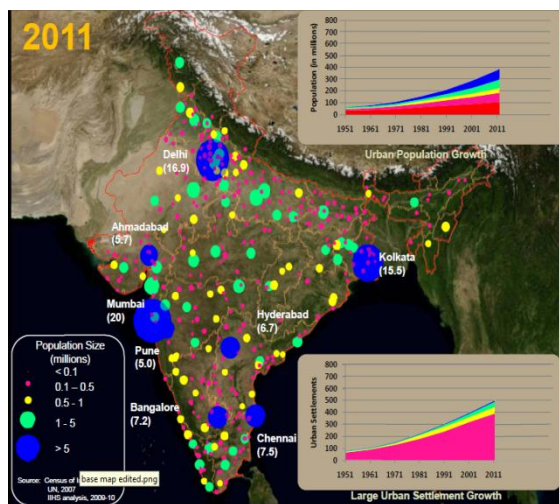 2011
Population (in millions)
800
700
600
500
400
300
200
100
0
1951 1961 1971 1981 1991 2001 2011
Urban Population Growth
Delhi
(16.9)
Ahmadabad
(5.7)
Kolkata
(15.5)
Mumbai
(20)
Hyderabad
(6.7)
Pune
(5.0)
Bangalore
(7.2)
Chennai
(7.5)
Population Size
(millions)
< 0.1
0.1 – 0.5
0.5 - 1
1 - 5
> 5
Source: Census of
UN, 2007
IIHS analysis, 2009-10
base map edited.png
Urban Settlements
800
700
600
500
400
300
200
100
0
1951 1961 1971 1981 1991 2001 2011
Large Urban Settlement Growth